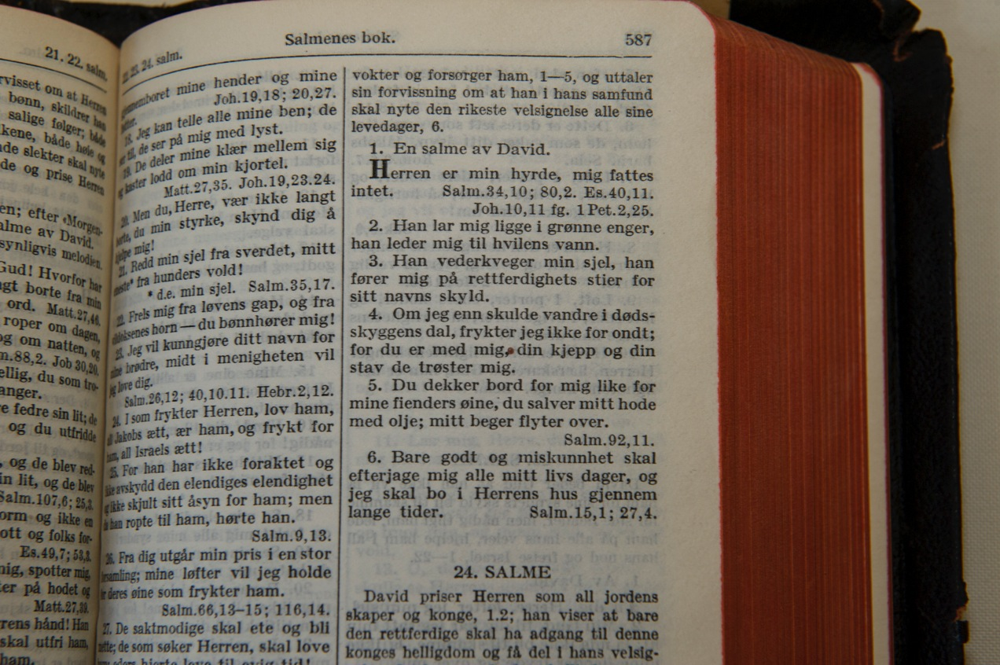 21. 22. salm.
rvisset om at Herren
bønn, skildrer han
salige følger; både
kene, både høie og
de slekter skal nyte
de og prise Herren
en; efter «Morgen-
alme av David.
synligvis melodien.
Gud! Hvorfor har
gt borte fra min
ord. Matt.27,46.
roper om dagen,
og om natten, og
m.88,2. Job 30,20.
ellig, du som tro-
anger.
e fedre sin lit; de
og du utfridde
, og de blev red-
in lit, og de blev
Salm.107,6; 25,3.
orm og ikke en
ott og folks for-
Es.49,7; 53,3.
nig, spotter mig,
er på hodet og
Matt.27,39.
rens hånd! Han
skal utfri ham,
ham.
23. 24. salm.
Salmenes bok.
587
gjennemboret mine hender og mine
føtter. Joh.19,18; 20,27.
18. Jeg kan telle alle mine ben; de
er til, de ser på mig med lyst.
19. De deler mine klær mellem sig
og kaster lodd om min kjortel.
Matt.27,35. Joh.19,23.24.
20. Men du, Herre, vær ikke langt
borte, du min styrke, skynd dig å
hjelpe mig!
21. Redd min sjel fra sverdet, mitt
eneste* fra hunders vold!
* d.e. min sjel. Salm.35,17.
22. Frels mig fra løvens gap, og fra
villoksenes horn — du bønnhører mig!
23. Jeg vil kunngjøre ditt navn for
mine brødre, midt i menigheten vil
jeg love dig.
Salm.26,12; 40,10.11. Hebr.2,12.
24. I som frykter Herren, lov ham,
all Jakobs ætt, ær ham, og frykt for
ham, all Israels ætt!
25. For han har ikke foraktet og
ikke avskydd den elendiges elendighet
og ikke skjult sitt åsyn for ham; men
da han ropte til ham, hørte han.
Salm.9,13.
26. Fra dig utgår min pris i en stor
forsamling; mine løfter vil jeg holde
for deres øine som frykter ham.
Salm.66,13–15; 116,14.
27. De saktmodige skal ete og bli
mette; de som søker Herren, skal love
ham; eders hjerte leve til evig tid!
vokter og forsørger ham, 1—5, og uttaler
sin forvissning om at han i hans samfund
skal nyte den rikeste velsignelse alle sine
levedager, 6.
1. En salme av David.
Herren er min hyrde, mig fattes
intet. Salm.34,10; 80,2. Es.40,11.
Joh.10,11 fg. 1Pet.2,25.
2. Han lar mig ligge i grønne enger,
han leder mig til hvilens vann.
3. Han vederkveger min sjel, han
fører mig på rettferdighets stier for
sitt navns skyld.
4. Om jeg enn skulde vandre i døds-
skyggens dal, frykter jeg ikke for ondt;
for du er med mig, din kjepp og din
stav de trøster mig.
5. Du dekker bord for mig like for
mine fienders øine, du salver mitt hode
med olje; mitt beger flyter over.
Salm.92,11.
6. Bare godt og miskunnhet skal
efterjage mig alle mitt livs dager, og
jeg skal bo i Herrens hus gjennem
lange tider. Salm.15,1; 27,4.
24. SALME
David priser Herren som all jordens
skaper og konge, 1.2; han viser at bare
den rettferdige skal ha adgang til denne
konges helligdom og få del i hans velsig-